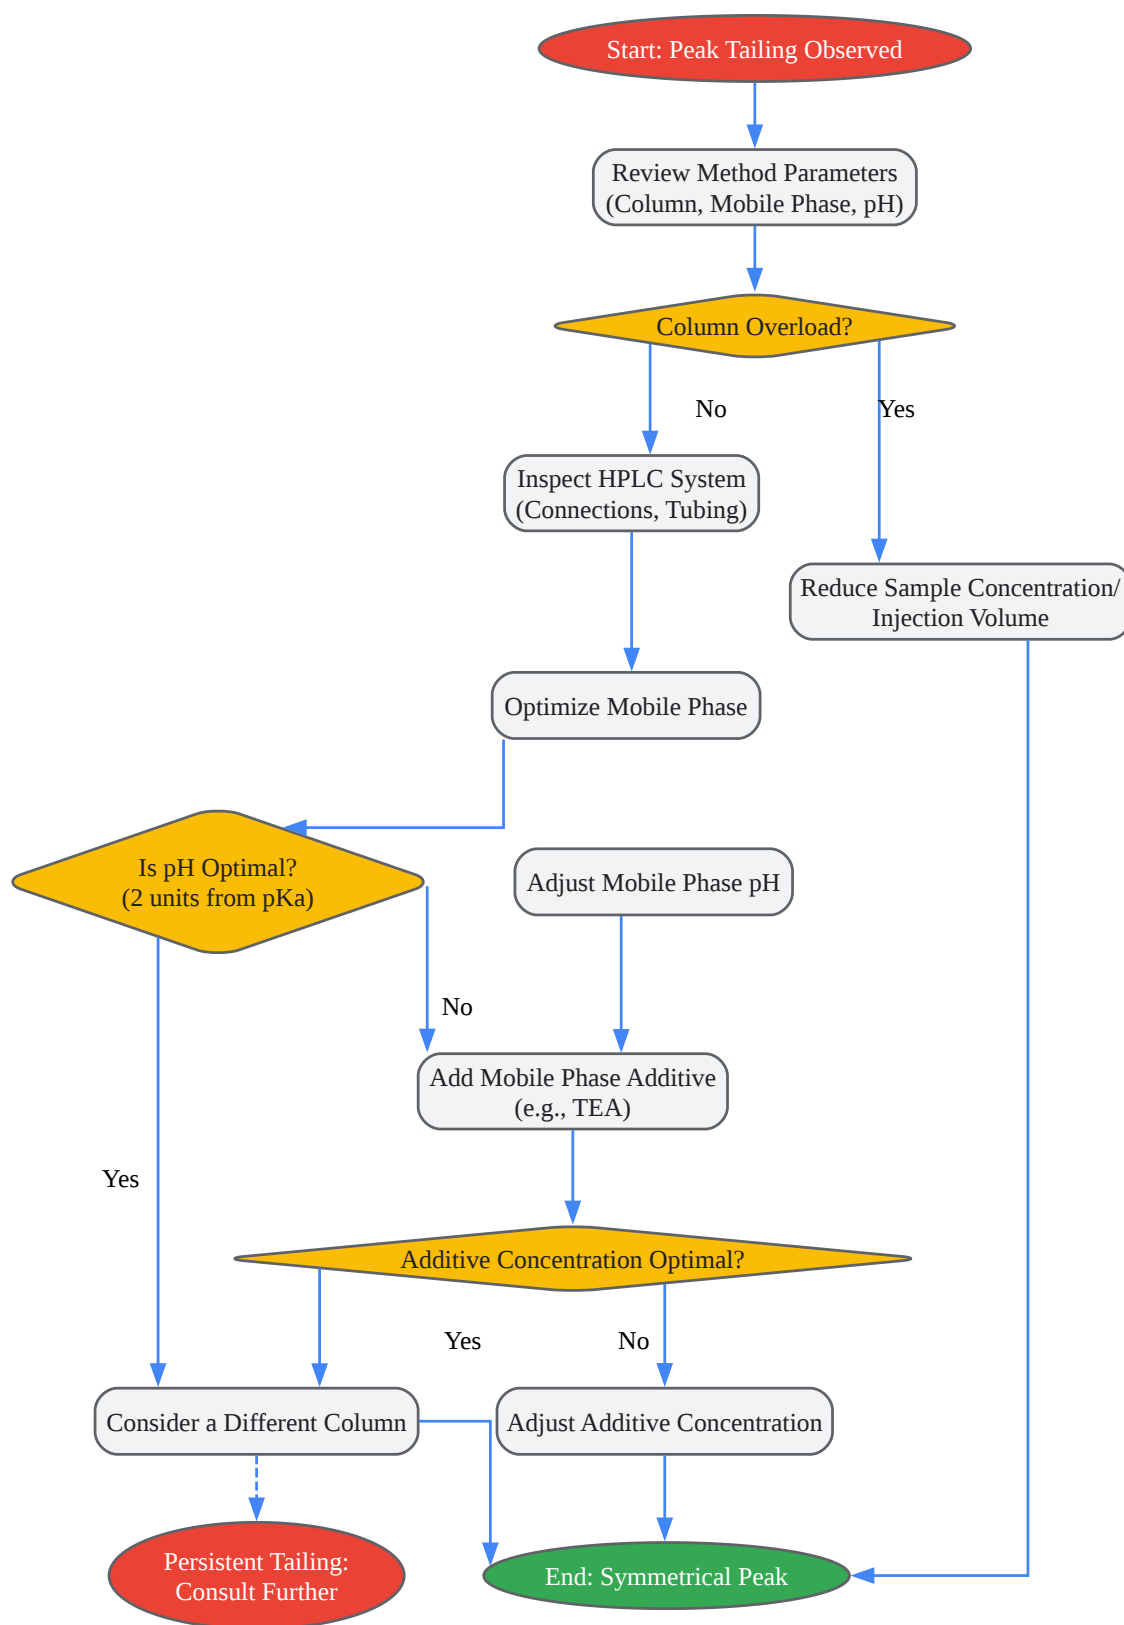 Start: Peak Tailing Observed
Review Method Parameters
(Column, Mobile Phase, pH)
Column Overload?
No
Yes
Inspect HPLC System
(Connections, Tubing)
Reduce Sample Concentration/
Injection Volume
Optimize Mobile Phase
Is pH Optimal?
(2 units from pKa)
Adjust Mobile Phase pH
No
Add Mobile Phase Additive
(e.g., TEA)
Yes
Additive Concentration Optimal?
Yes
No
Consider a Different Column
Adjust Additive Concentration
Persistent Tailing:
Consult Further
End: Symmetrical Peak